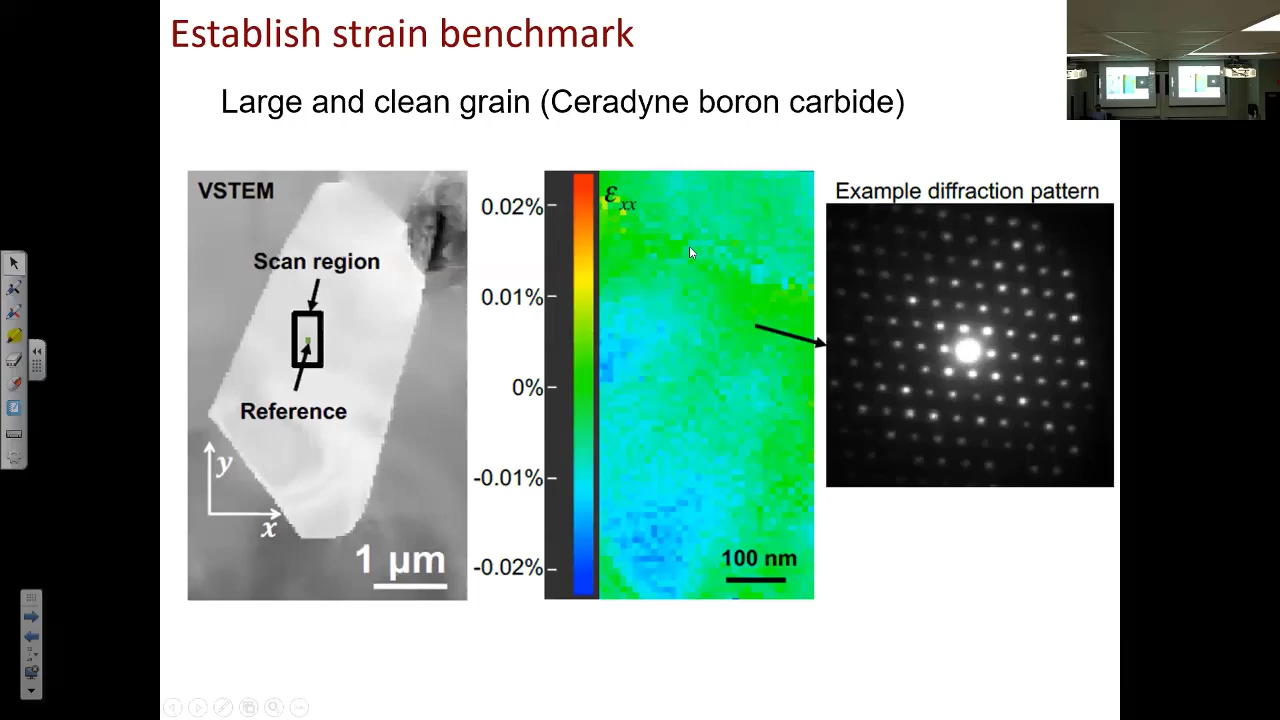 Establish strain benchmark
Large and clean grain (Ceradyne boron carbide)
VSTEM
Scan region
Reference
y
x
1 μm
0.02%
0.01%
0%
-0.01%
-0.02%
εxx
100 nm
Example diffraction pattern